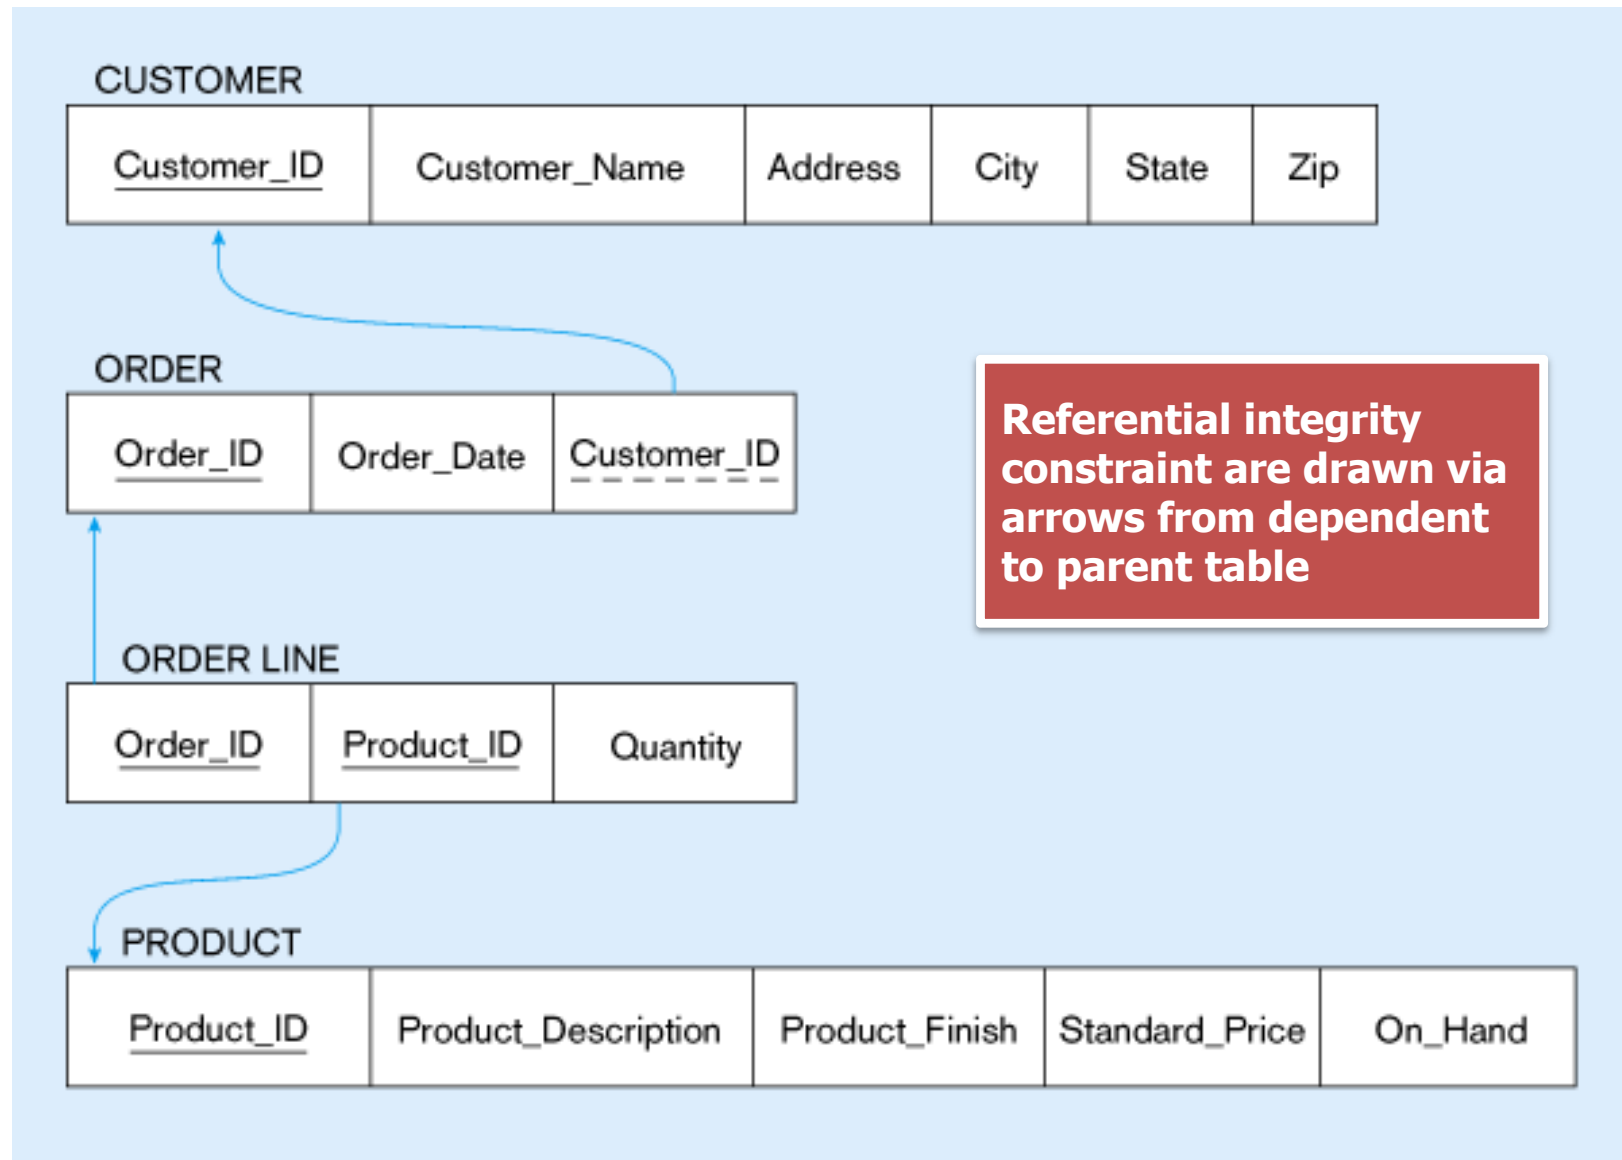 CUSTOMER
Customer_ID Customer_Name Address City State Zip
ORDER
Order_ID Order_Date Customer_ID
Referential integrity
constraint are drawn via
arrows from dependent
to parent table
ORDER LINE
Order_ID Product_ID Quantity
PRODUCT
Product_ID Product_Description Product_Finish Standard_Price On_Hand